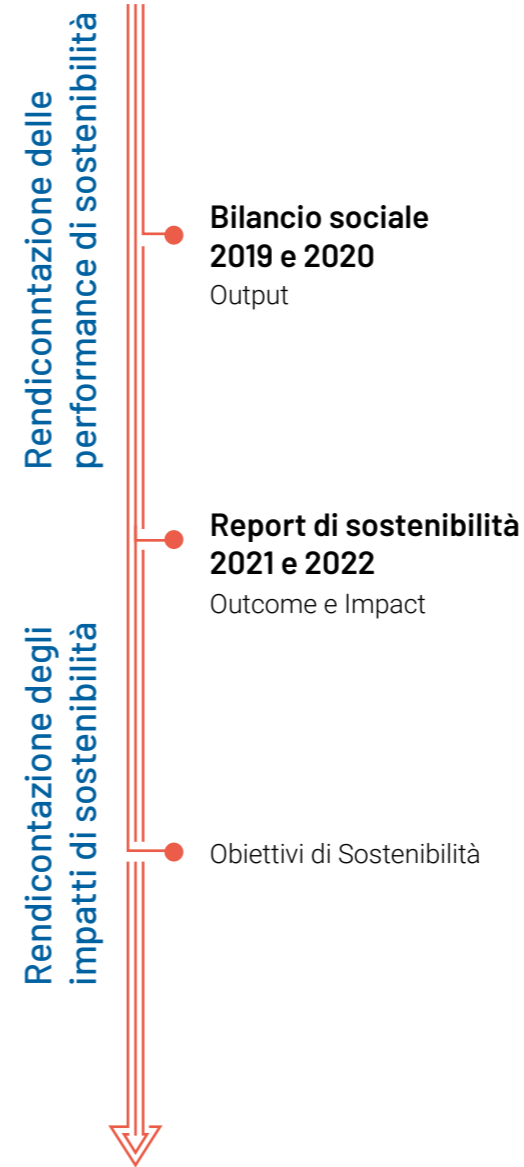 Rendiconntazione delle
performance di sostenibilità
Bilancio sociale
2019 e 2020
Output
Report di sostenibilità
2021 e 2022
Outcome e Impact
Rendicontazione degli
impatti di sostenibilità
Obiettivi di Sostenibilità